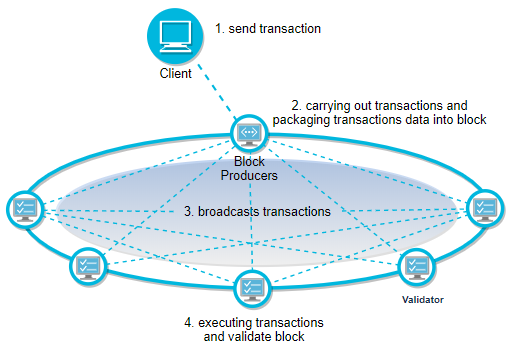 1. send transaction
Client
2. carrying out transactions and
packaging transactions data into block
Block
Producers
3. broadcasts transactions
Validator
4. executing transactions
and validate block